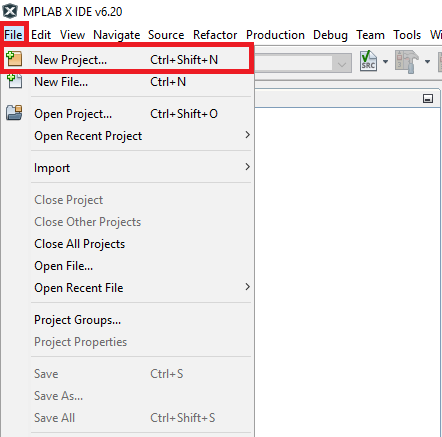 MPLAB X IDE v6.20
File Edit View Navigate Source Refactor Production Debug Team Tools Wi
New Project... Ctrl+Shift+N
SRC
New File... Ctrl+N
Open Project... Ctrl+Shift+O
Open Recent Project
Import
Close Project
Close Other Projects
Close All Projects
Open File...
Open Recent File
Project Groups...
Project Properties
Save Ctrl+S
Save As...
Save All Ctrl+Shift+S